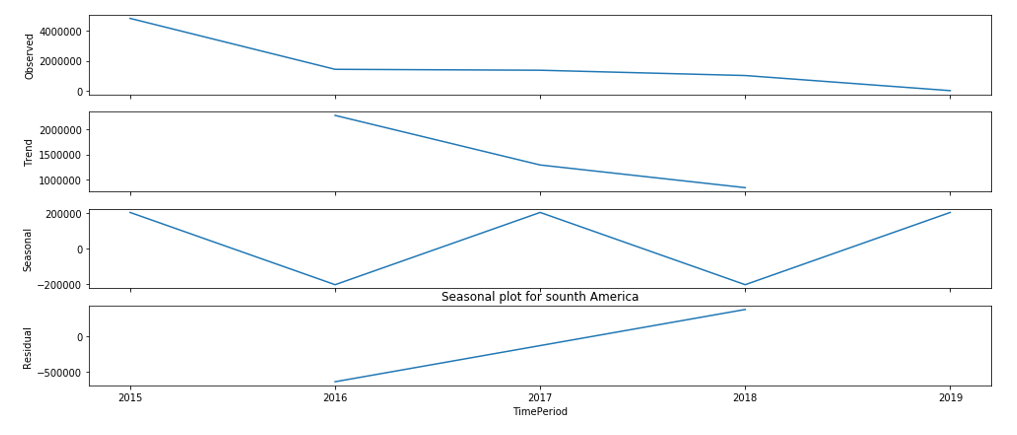 4000000
2000000
0
Observed
2000000
1500000
1000000
Trend
200000
0
−200000
Seasonal
Seasonal plot for sounth America
0
−500000
Residual
2015 2016 2017 2018 2019
TimePeriod